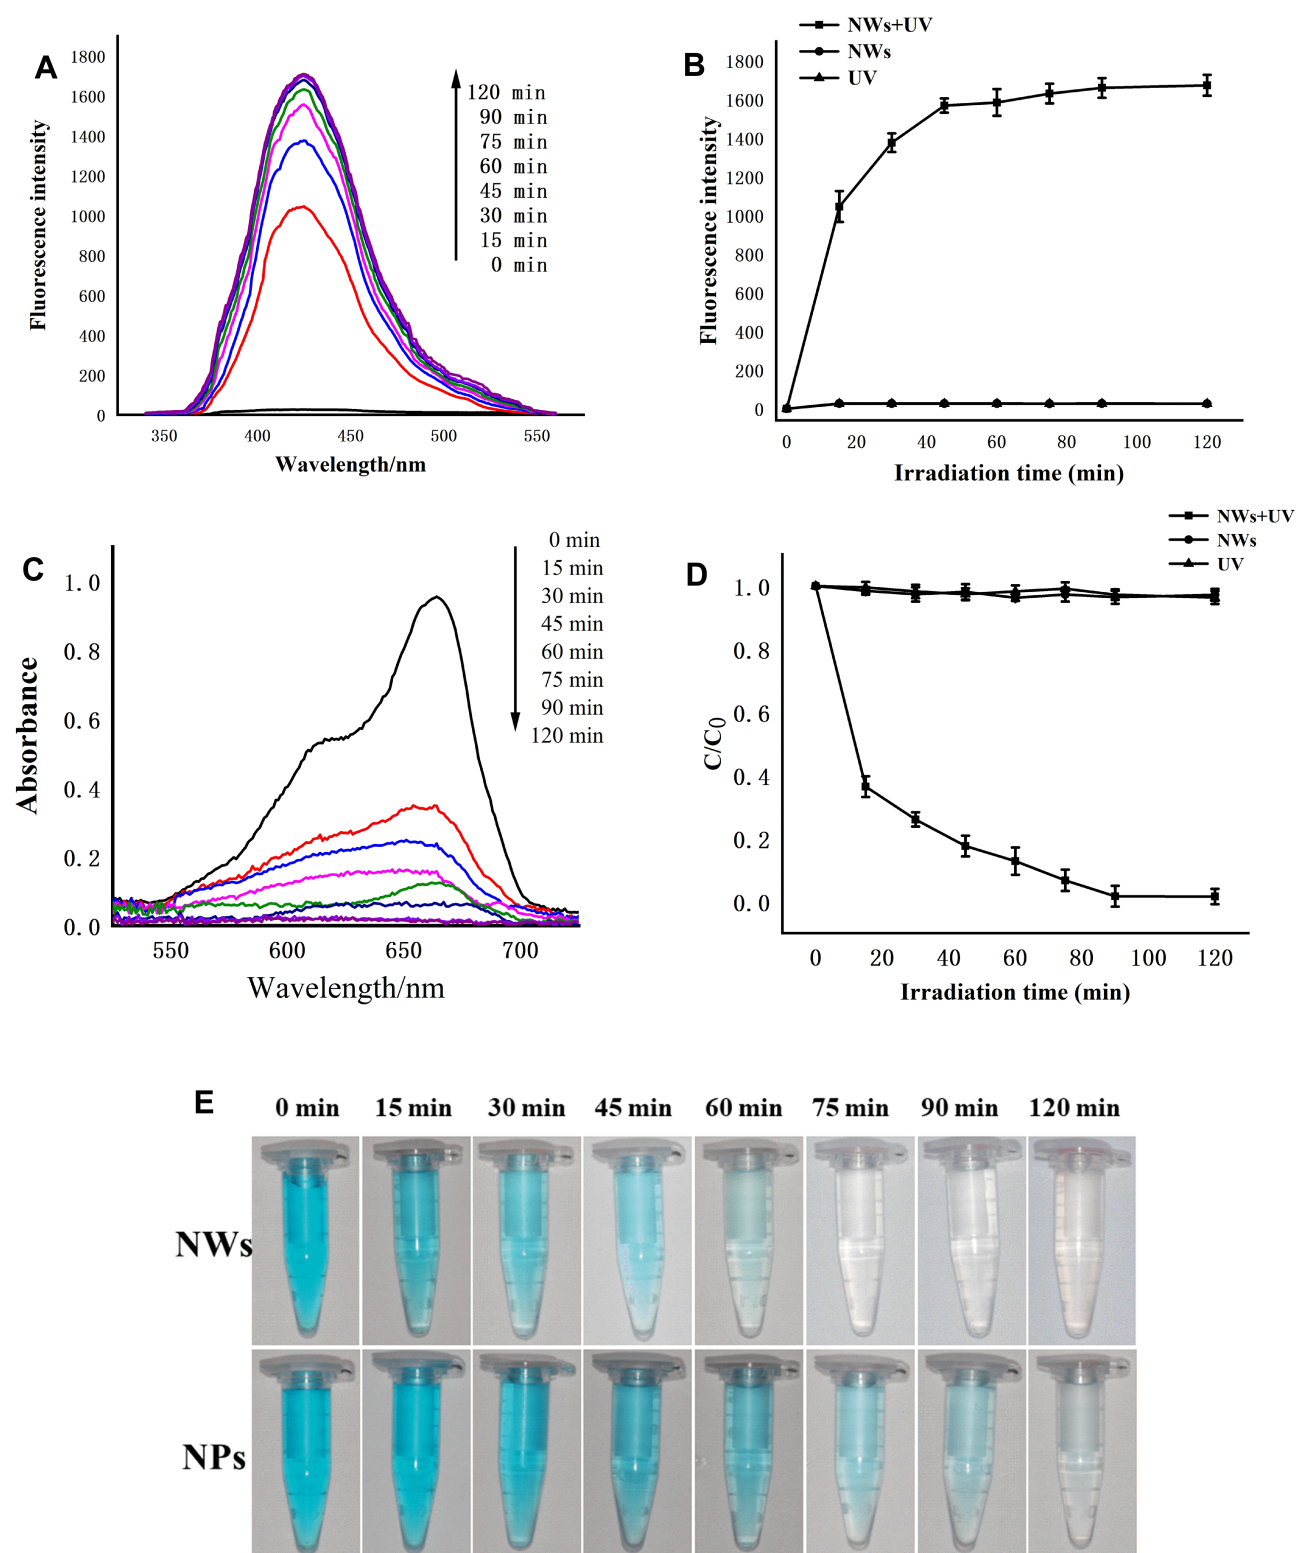 A
1800
1600
1400
1200
1000
800
600
400
200
0
350 400 450 500 550
Wavelength/nm
Fluorescence intensity
120 min
90 min
75 min
60 min
45 min
30 min
15 min
0 min
B
NWs+UV
NWs
UV
1800
1600
1400
1200
1000
800
600
400
200
0
0 20 40 60 80 100 120
Irradiation time (min)
Fluorescence intensity
C
1.0
0.8
0.6
0.4
0.2
0.0
550 600 650 700
Wavelength/nm
Absorbance
0 min
15 min
30 min
45 min
60 min
75 min
90 min
120 min
D
NWs+UV
NWs
UV
1.0
0.8
0.6
0.4
0.2
0.0
0 20 40 60 80 100 120
Irradiation time (min)
C/C0
E
0 min 15 min 30 min 45 min 60 min 75 min 90 min 120 min
NWs
NPs